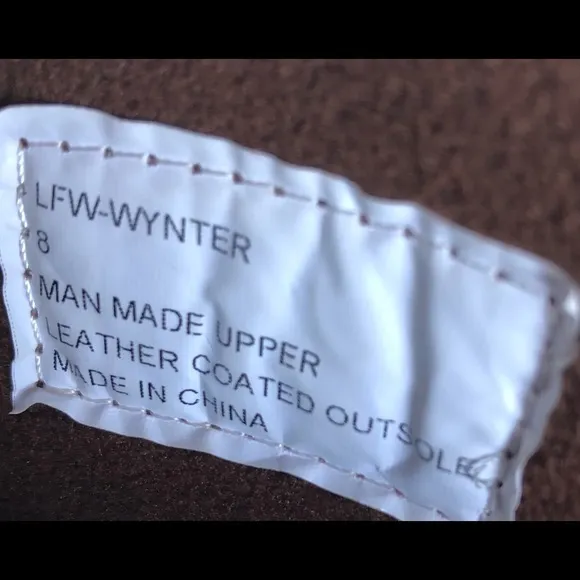 LFW-WYNTER
8
MAN MADE UPPER
LEATHER COATED OUTSOLE
MADE IN CHINA